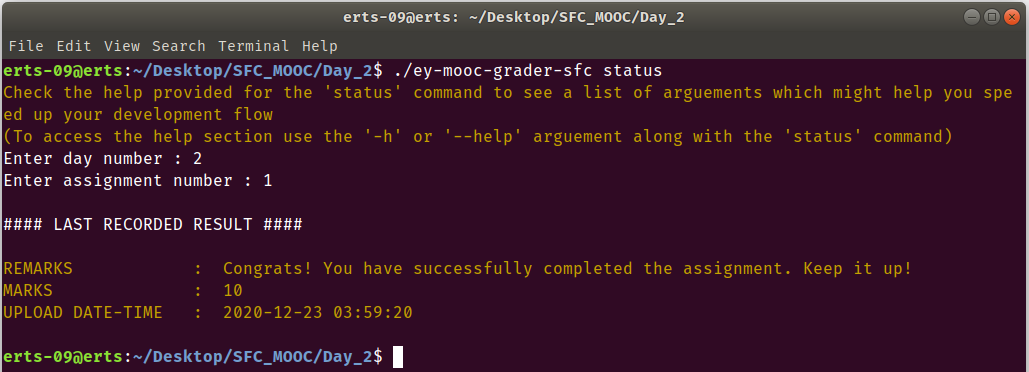 erts-09@erts: ~/Desktop/SFC_MOOC/Day_2
File Edit View Search Terminal Help
erts-09@erts:~/Desktop/SFC_MOOC/Day_2$ ./ey-mooc-grader-sfc status
Check the help provided for the 'status' command to see a list of arguements which might help you spe
ed up your development flow
(To access the help section use the '-h' or '--help' arguement along with the 'status' command)
Enter day number : 2
Enter assignment number : 1
#### LAST RECORDED RESULT ####
REMARKS : Congrats! You have successfully completed the assignment. Keep it up!
MARKS : 10
UPLOAD DATE-TIME : 2020-12-23 03:59:20
erts-09@erts:~/Desktop/SFC_MOOC/Day_2$